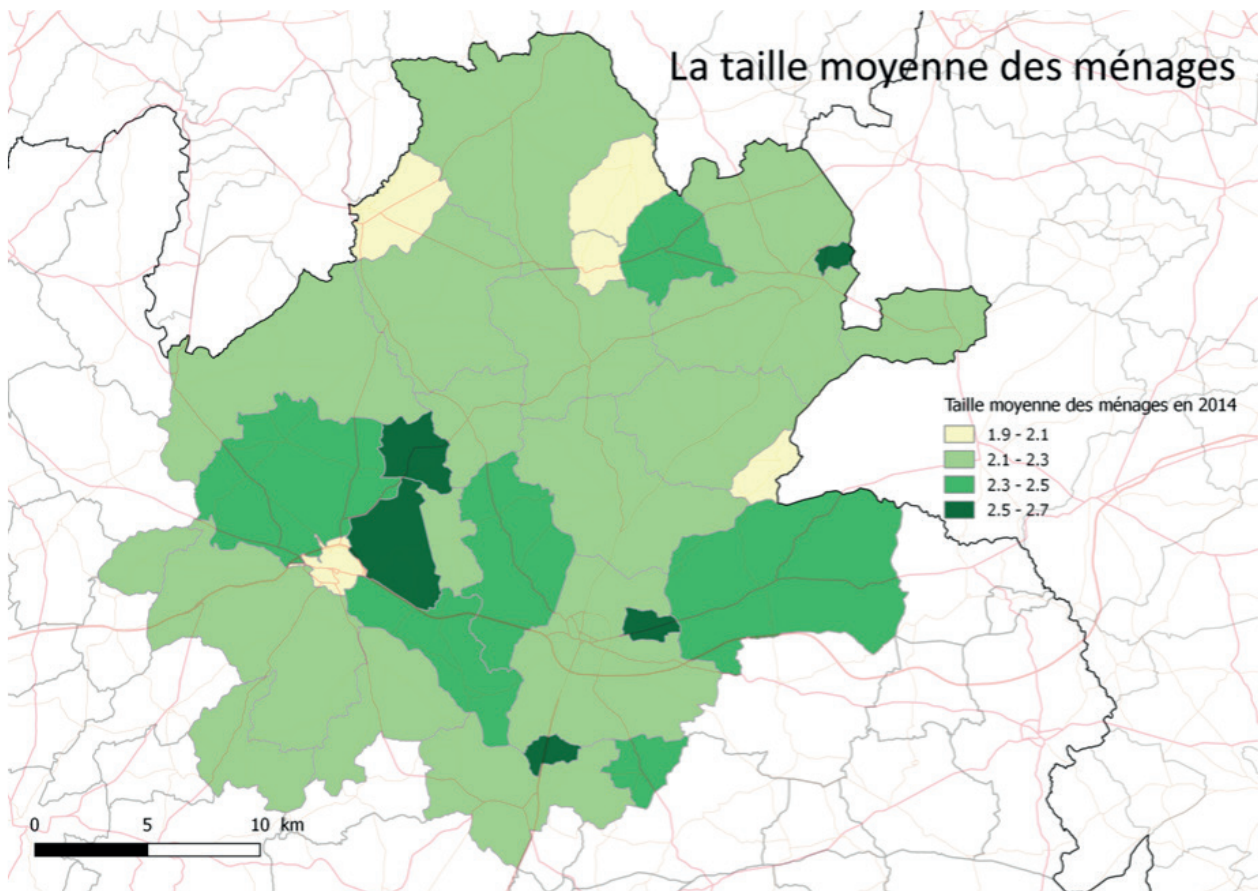 La taille moyenne des ménages
Taille moyenne des ménages en 2014
1.9 - 2.1
2.1 - 2.3
2.3 - 2.5
2.5 - 2.7
0 5 10 km